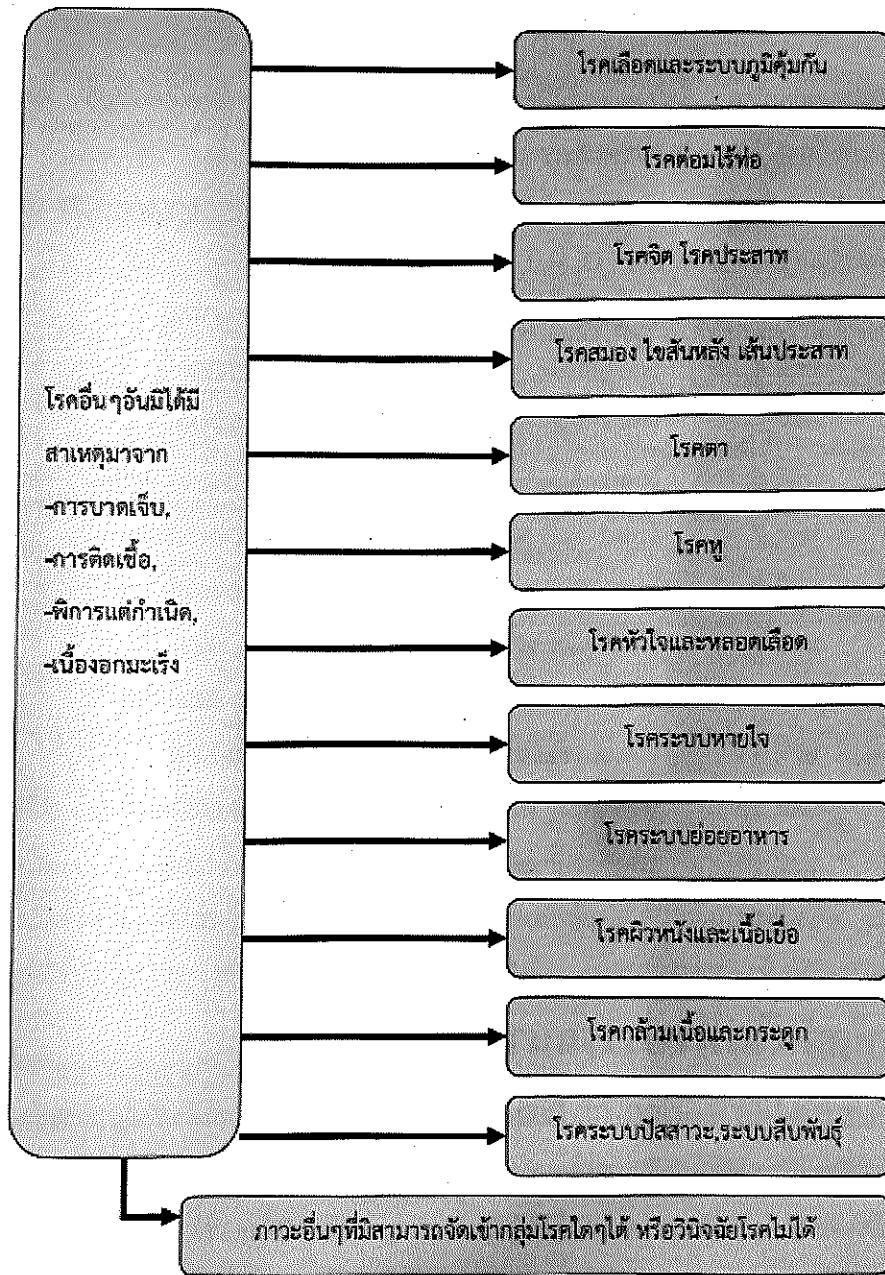 โรคอื่นๆอันมิได้มี
สาเหตุมาจาก
-การบาดเจ็บ,
-การติดเชื้อ,
-พิการแต่กำเนิด,
-เนื้องอกมะเร็ง
โรคเลือดและระบบภูมิคุ้มกัน
โรคต่อมไร้ท่อ
โรคจิต โรคประสาท
โรคสมอง ไขสันหลัง เส้นประสาท
โรคตา
โรคหู
โรคหัวใจและหลอดเลือด
โรคระบบหายใจ
โรคระบบย่อยอาหาร
โรคผิวหนังและเนื้อเยื่อ
โรคกล้ามเนื้อและกระดูก
โรคระบบปัสสาวะ,ระบบสืบพันธุ์
ภาวะอื่นๆที่มิสามารถจัดเข้ากลุ่มโรคใดๆได้ หรือวินิจฉัยโรคไม่ได้